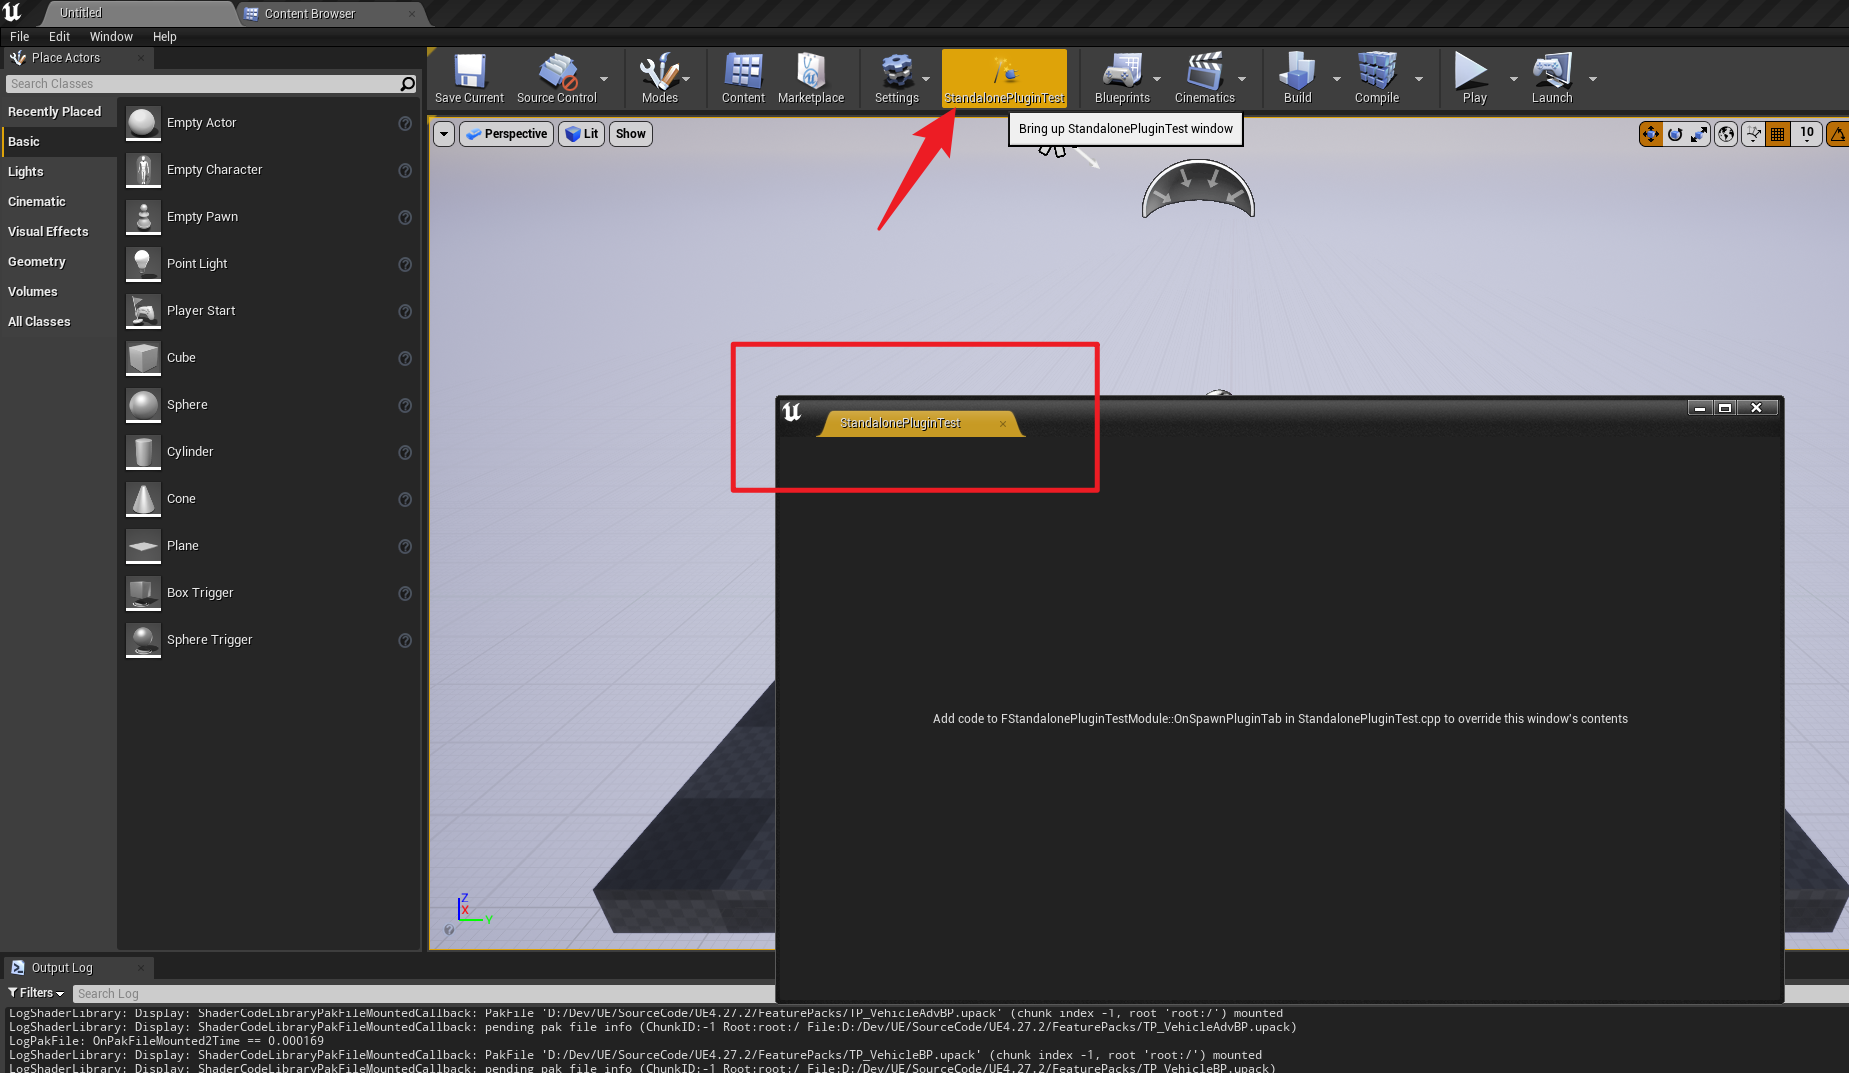 Untitled
Content Browser
File Edit Window Help
Place Actors
Search Classes
Recently Placed
Basic
Lights
Cinematic
Visual Effects
Geometry
Volumes
All Classes
Empty Actor
Empty Character
Empty Pawn
Point Light
Player Start
Cube
Sphere
Cylinder
Cone
Plane
Box Trigger
Sphere Trigger
Save Current
Source Control
Modes
Content
Marketplace
Settings
StandalonePluginTest
Blueprints
Cinematics
Build
Compile
Play
Launch
Perspective
Lit
Show
10
Bring up StandalonePluginTest window
StandalonePluginTest
Add code to FStandalonePluginTestModule::OnSpawnPluginTab in StandalonePluginTest.cpp to override this window's contents
Z
X
Y
Output Log
Filters
Search Log
LogShaderLibrary: Display: ShaderCodeLibraryPakFileMountedCallback: PakFile 'D:/Dev/UE/SourceCode/UE4.27.2/FeaturePacks/TP_VehicleAdvBP.upack' (chunk index -1, root 'root:/') mounted
LogShaderLibrary: Display: ShaderCodeLibraryPakFileMountedCallback: pending pak file info (ChunkID:-1 Root:root:/ File:D:/Dev/UE/SourceCode/UE4.27.2/FeaturePacks/TP_VehicleAdvBP.upack)
LogPakFile: OnPakFileMounted2Time == 0.000169
LogShaderLibrary: Display: ShaderCodeLibraryPakFileMountedCallback: PakFile 'D:/Dev/UE/SourceCode/UE4.27.2/FeaturePacks/TP_VehicleBP.upack' (chunk index -1, root 'root:/') mounted
LogShaderLibrary: Display: ShaderCodeLibraryPakFileMountedCallback: pending pak file info (ChunkID:-1 Root:root:/ File:D:/Dev/UE/SourceCode/UE4.27.2/FeaturePacks/TP_VehicleBP.upack)